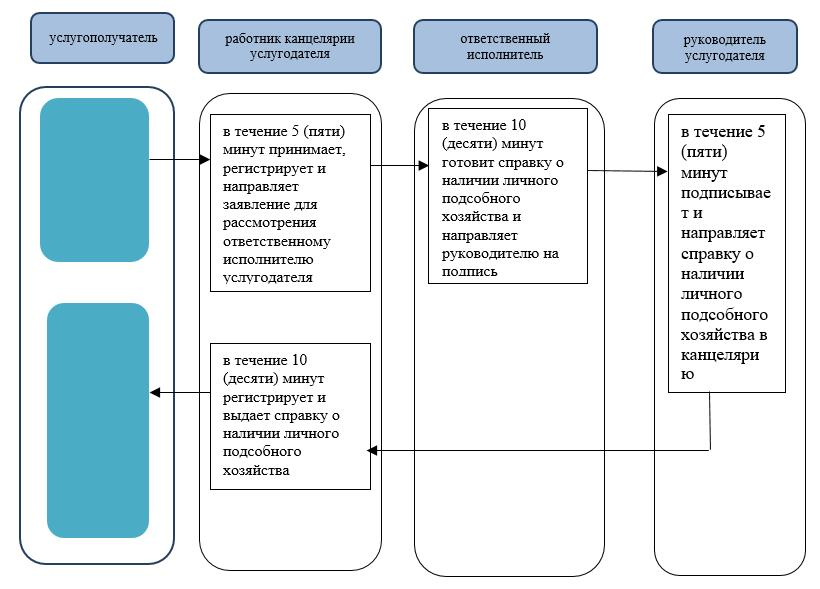 услугополучатель
работник канцелярии
услугодателя
ответственный
исполнитель
руководитель
услугодателя
в течение 5 (пяти)
минут принимает,
регистрирует и
направляет
заявление для
рассмотрения
ответственному
исполнителю
услугодателя
в течение 10
(десяти) минут
готовит справку о
наличии личного
подсобного
хозяйства и
направляет
руководителю на
подпись
в течение 5
(пяти)
минут
подписывае
т и
направляет
справку о
наличии
личного
подсобного
хозяйства в
канцеляри
ю
в течение 10
(десяти) минут
регистрирует и
выдает справку о
наличии личного
подсобного
хозяйства